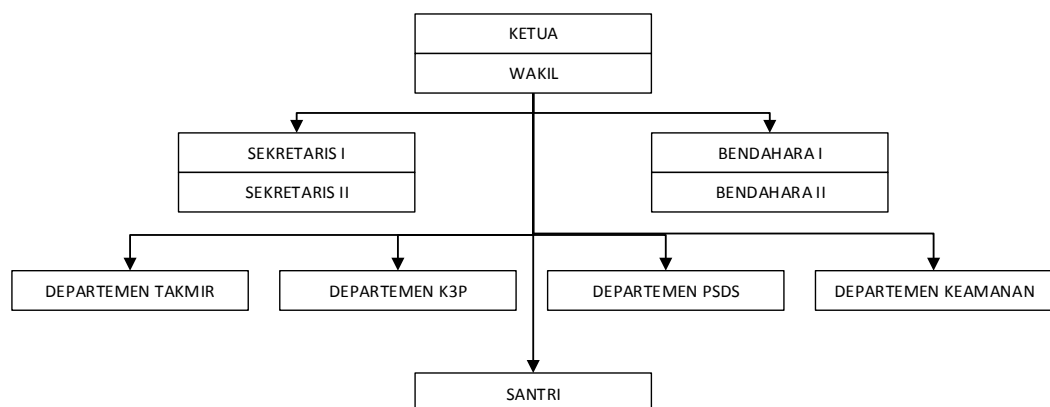 KETUA
WAKIL
SEKRETARIS I
BENDAHARA I
SEKRETARIS II
BENDAHARA II
DEPARTEMEN TAKMIR
DEPARTEMEN K3P
DEPARTEMEN PSDS
DEPARTEMEN KEAMANAN
SANTRI